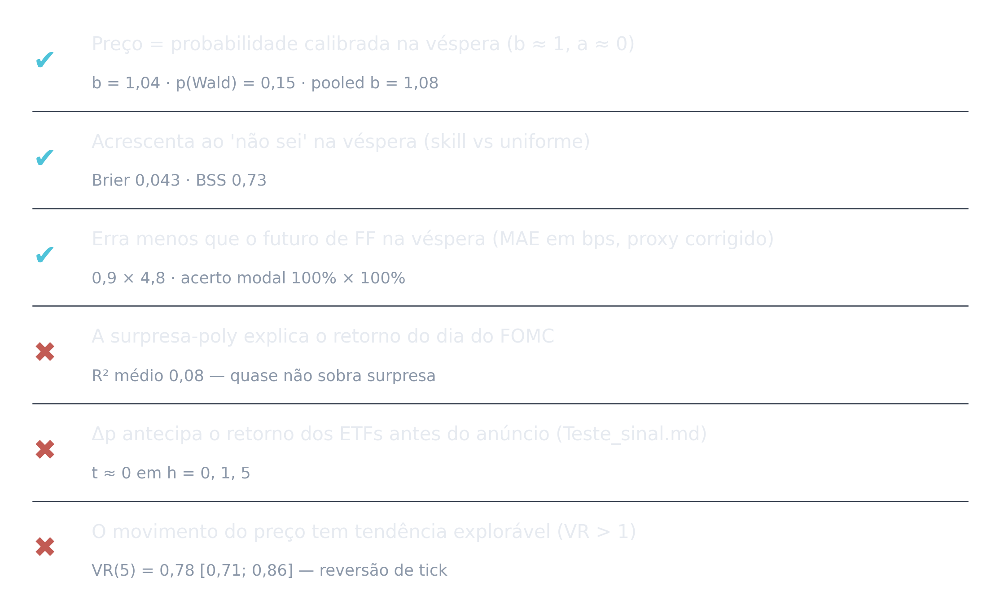 Preço = probabilidade calibrada na véspera (b ≈ 1, a ≈ 0)
✔
b = 1,04 · p(Wald) = 0,15 · pooled b = 1,08
Acrescenta ao 'não sei' na véspera (skill vs uniforme)
✔
Brier 0,043 · BSS 0,73
Erra menos que o futuro de FF na véspera (MAE em bps, proxy corrigido)
✔
0,9 × 4,8 · acerto modal 100% × 100%
A surpresa-poly explica o retorno do dia do FOMC
✖
R² médio 0,08 — quase não sobra surpresa
Δp antecipa o retorno dos ETFs antes do anúncio (Teste_sinal.md)
✖
t ≈ 0 em h = 0, 1, 5
O movimento do preço tem tendência explorável (VR > 1)
✖
VR(5) = 0,78 [0,71; 0,86] — reversão de tick